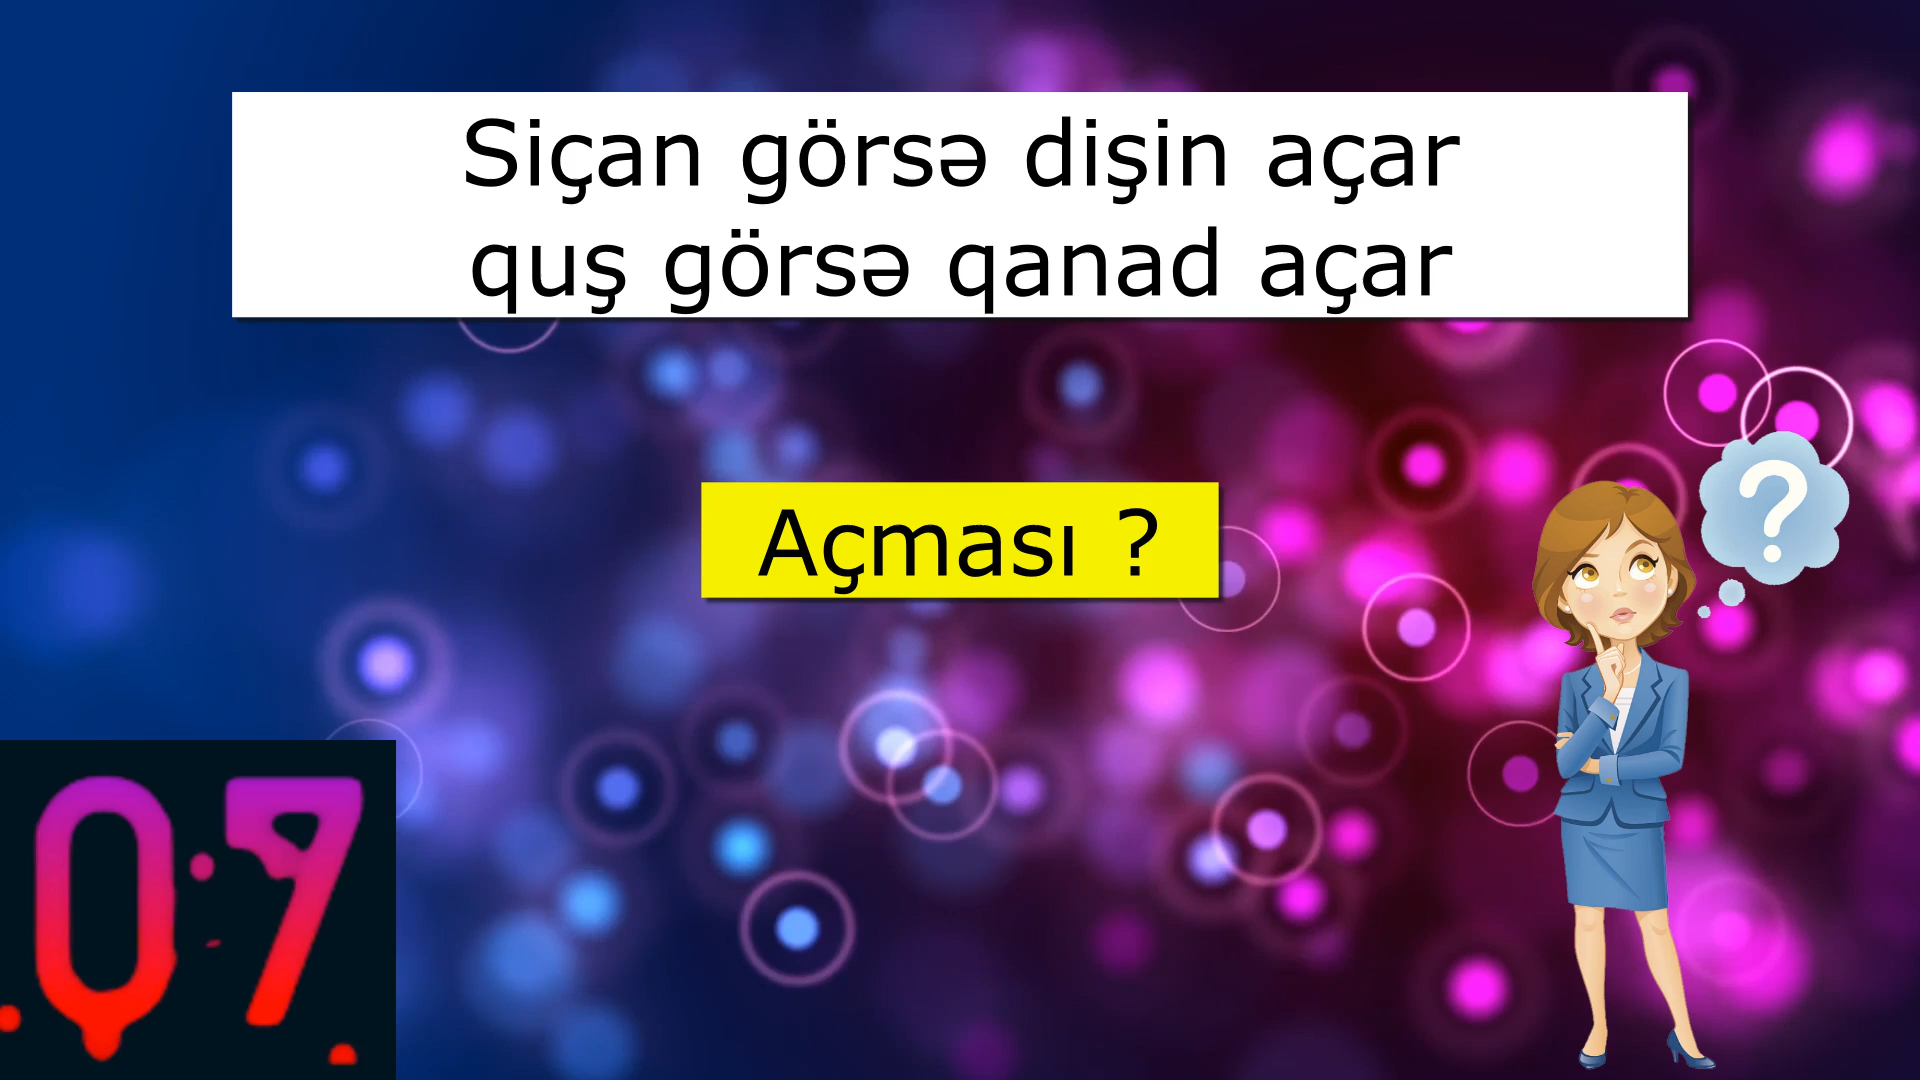 Siçan görsə dişin açar
quş görsə qanad açar
Açması ?
?
07